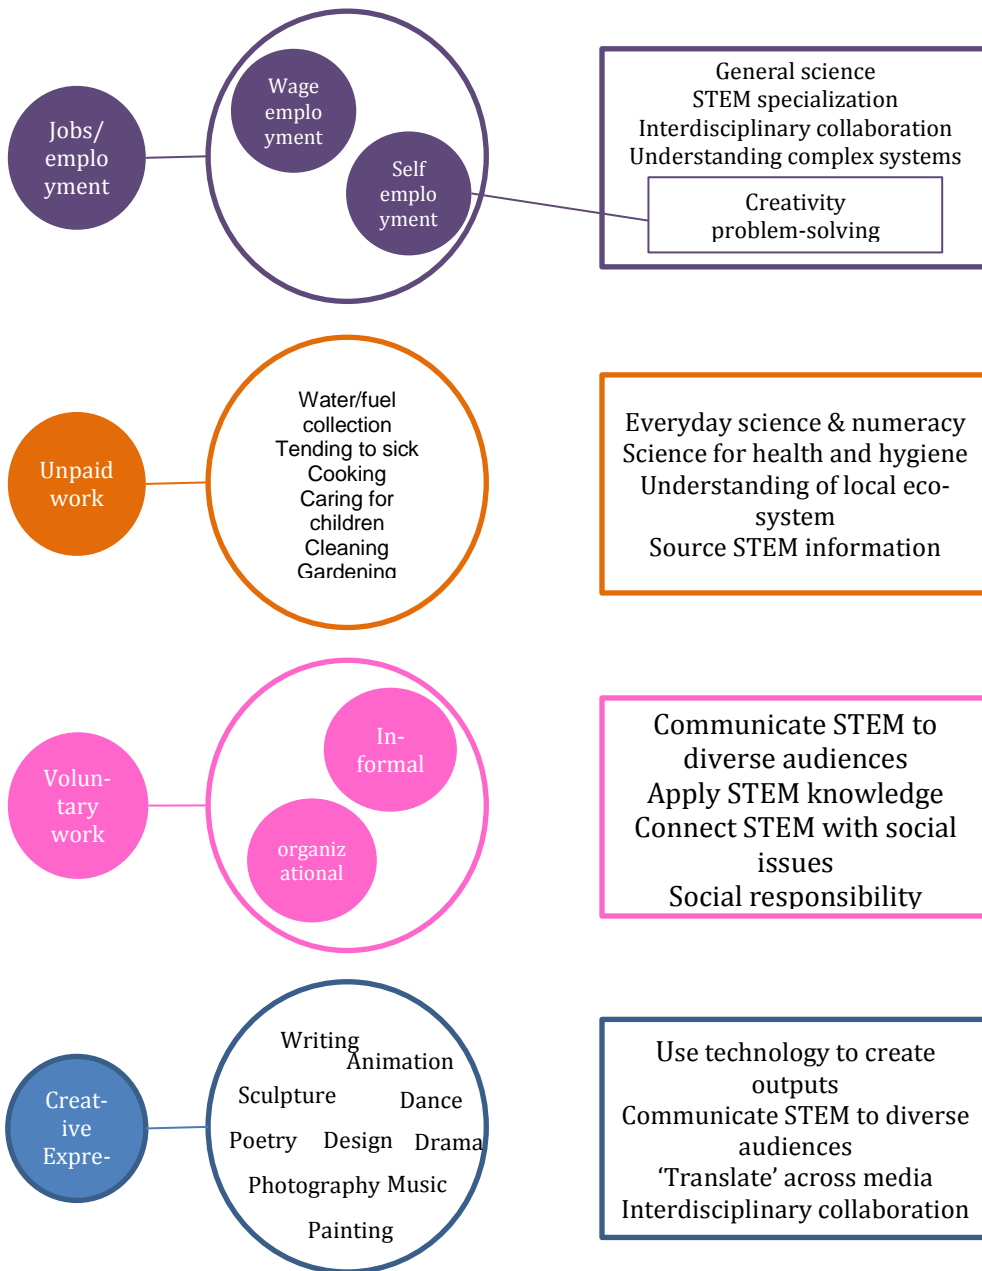 Jobs/
emplo
yment
Wage
emplo
yment
Self
emplo
yment
General science
STEM specialization
Interdisciplinary collaboration
Understanding complex systems
Creativity
problem-solving
Unpaid
work
Water/fuel
collection
Tending to sick
Cooking
Caring for
children
Cleaning
Gardening
Everyday science & numeracy
Science for health and hygiene
Understanding of local eco-
system
Source STEM information
Volun-
tary
work
In-
formal
organiz
ational
Communicate STEM to
diverse audiences
Apply STEM knowledge
Connect STEM with social
issues
Social responsibility
Creat-
ive
Expre-
Writing
Animation
Sculpture
Dance
Poetry Design Drama
Photography Music
Painting
Use technology to create
outputs
Communicate STEM to diverse
audiences
‘Translate’ across media
Interdisciplinary collaboration